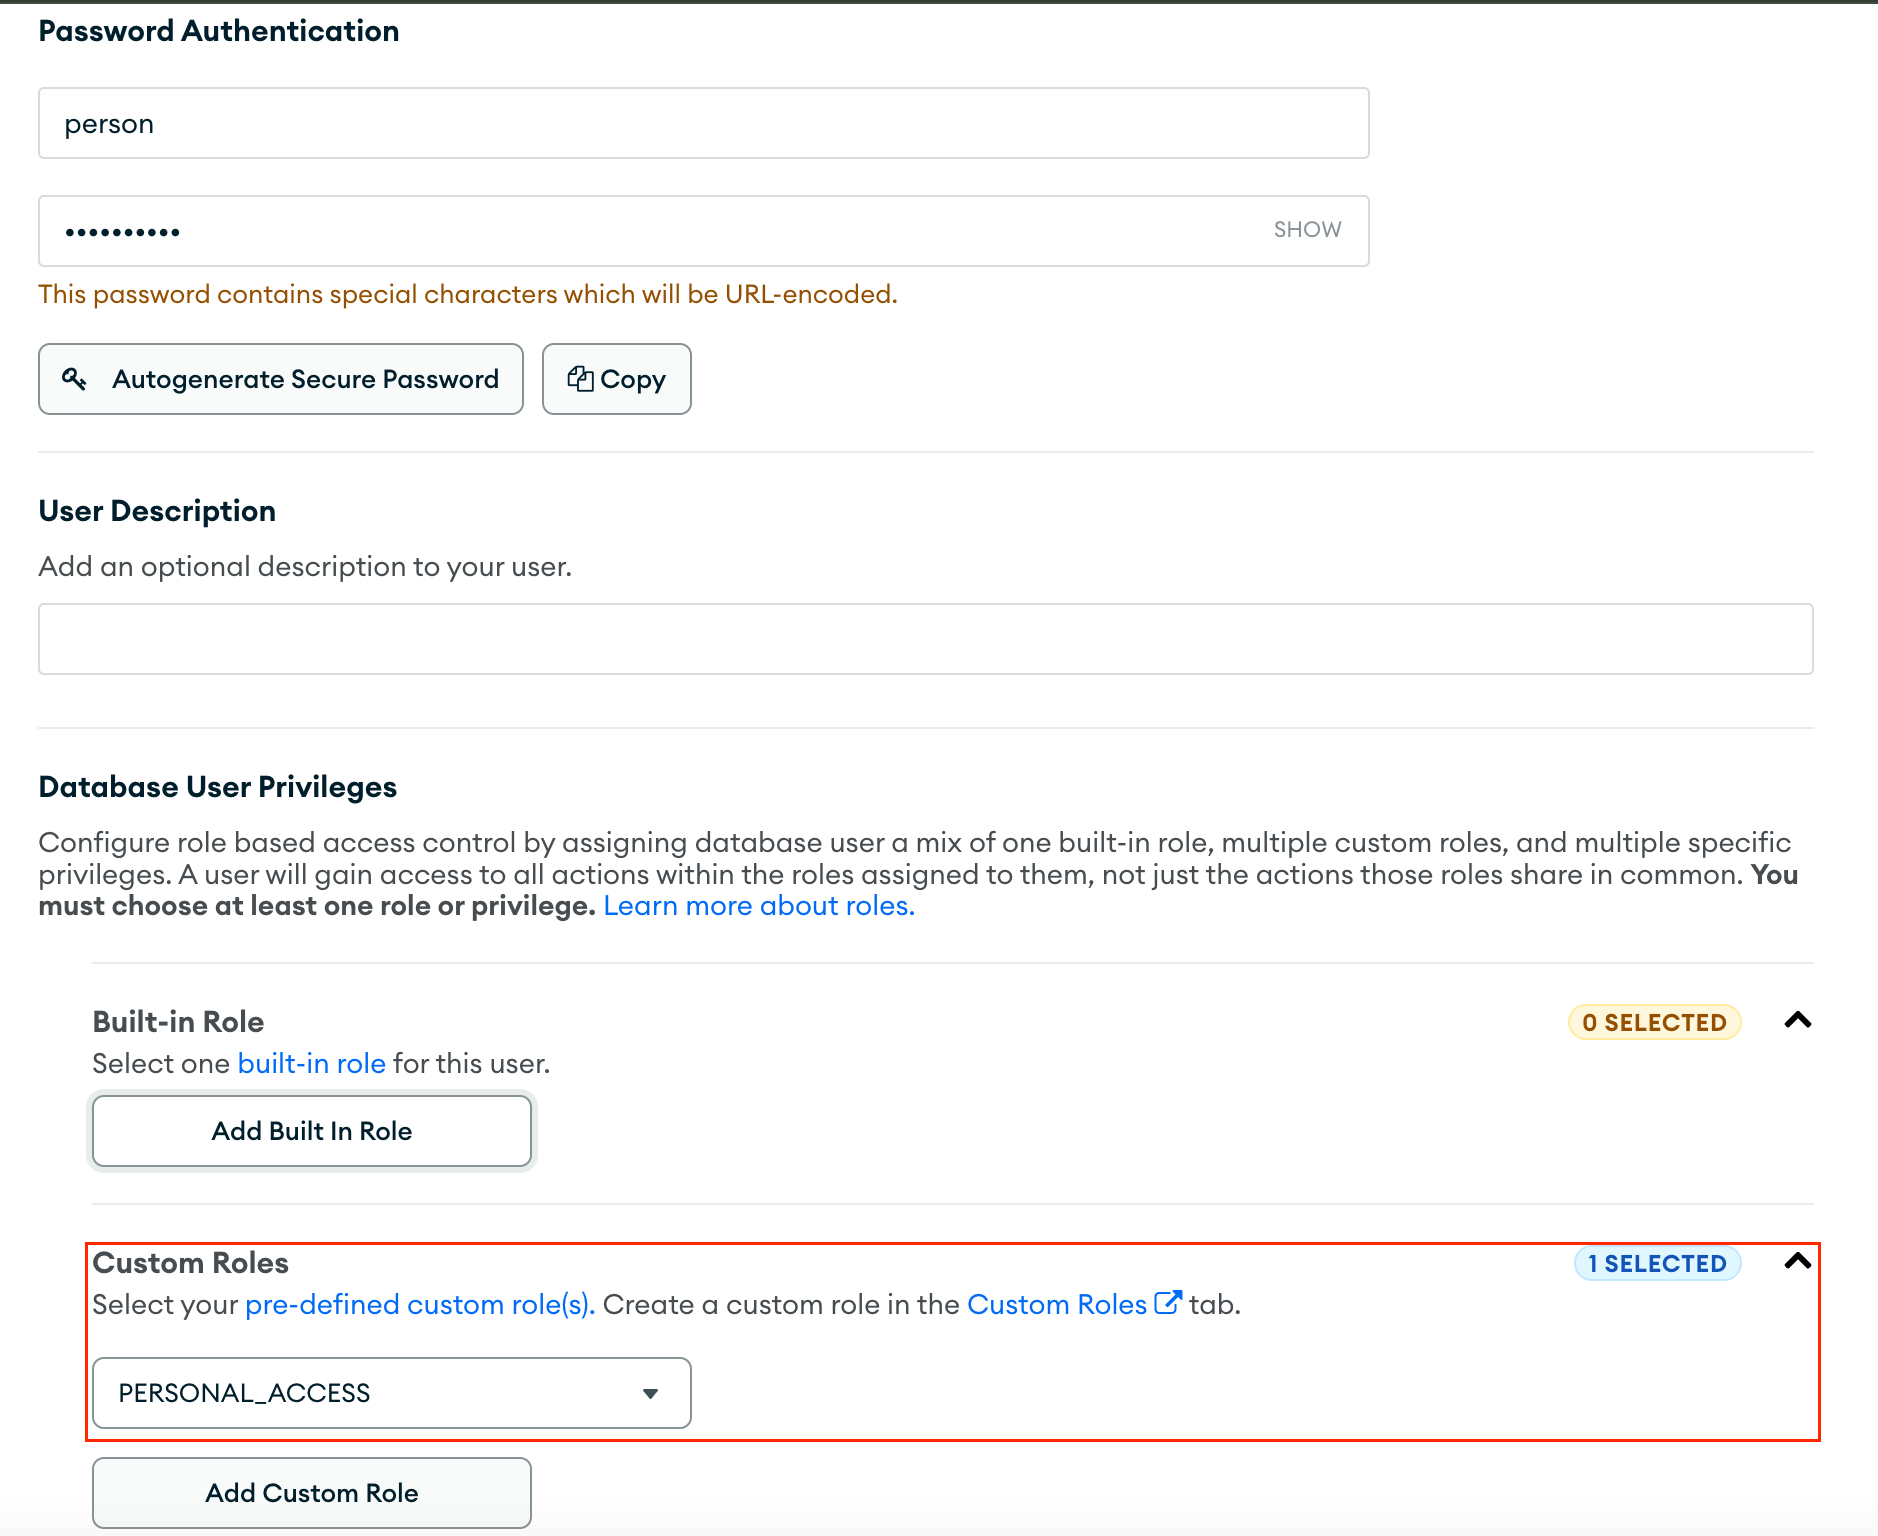 Password Authentication
person
••••••••••
SHOW
This password contains special characters which will be URL-encoded.
Autogenerate Secure Password
Copy
User Description
Add an optional description to your user.
Database User Privileges
Configure role based access control by assigning database user a mix of one built-in role, multiple custom roles, and multiple specific
privileges. A user will gain access to all actions within the roles assigned to them, not just the actions those roles share in common. You
must choose at least one role or privilege. Learn more about roles.
Built-in Role
0 SELECTED
Select one built-in role for this user.
Add Built In Role
Custom Roles
1 SELECTED
Select your pre-defined custom role(s). Create a custom role in the Custom Roles tab.
PERSONAL_ACCESS
Add Custom Role